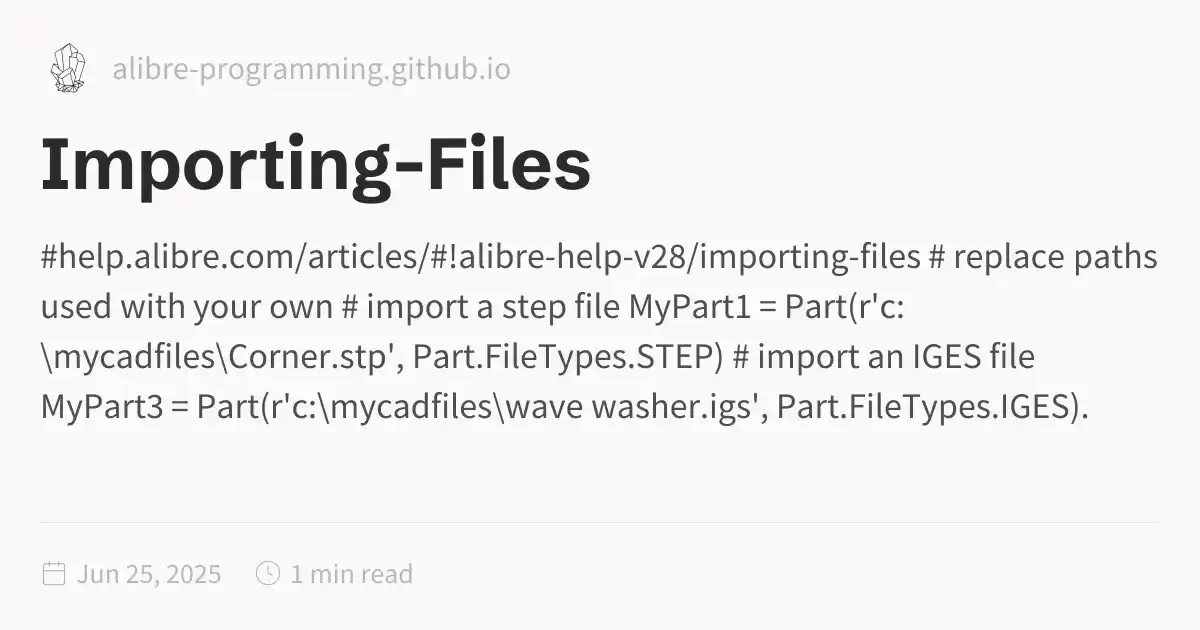 alibre-programming.github.io
Importing-Files
#help.alibre.com/articles/#!alibre-help-v28/importing-files # replace paths
used with your own # import a step file MyPart1 = Part(r'c:
\mycadfiles\Corner.stp', Part.FileTypes.STEP) # import an IGES file
MyPart3 = Part(r'c:\mycadfiles\wave washer.igs', Part.FileTypes.IGES).
Jun 25, 2025 1 min read